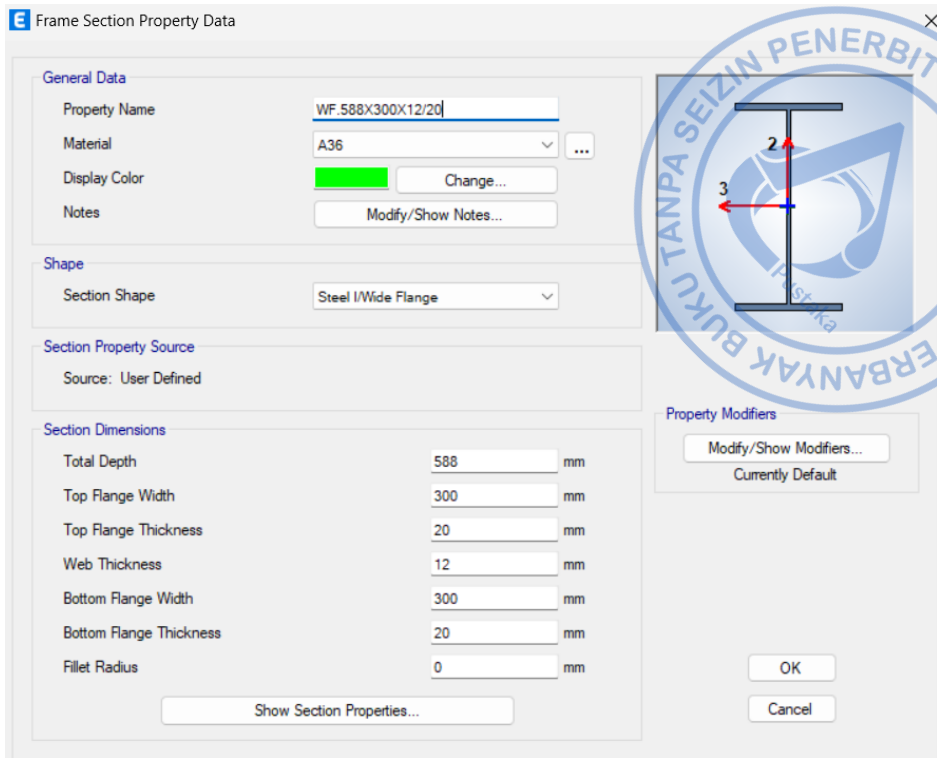 E Frame Section Property Data
General Data
Property Name WF.588X300X12/20
Material A36 ...
Display Color Change...
Notes Modify/Show Notes...
Shape
Section Shape Steel I/Wide Flange
Section Property Source
Source: User Defined
Section Dimensions
Total Depth 588 mm
Top Flange Width 300 mm
Top Flange Thickness 20 mm
Web Thickness 12 mm
Bottom Flange Width 300 mm
Bottom Flange Thickness 20 mm
Fillet Radius 0 mm
Show Section Properties...
2
3
Property Modifiers
Modify/Show Modifiers...
Currently Default
OK
Cancel
ERBANYAK BUKU TANPA SEIZIN PENERBIT
Pustaka